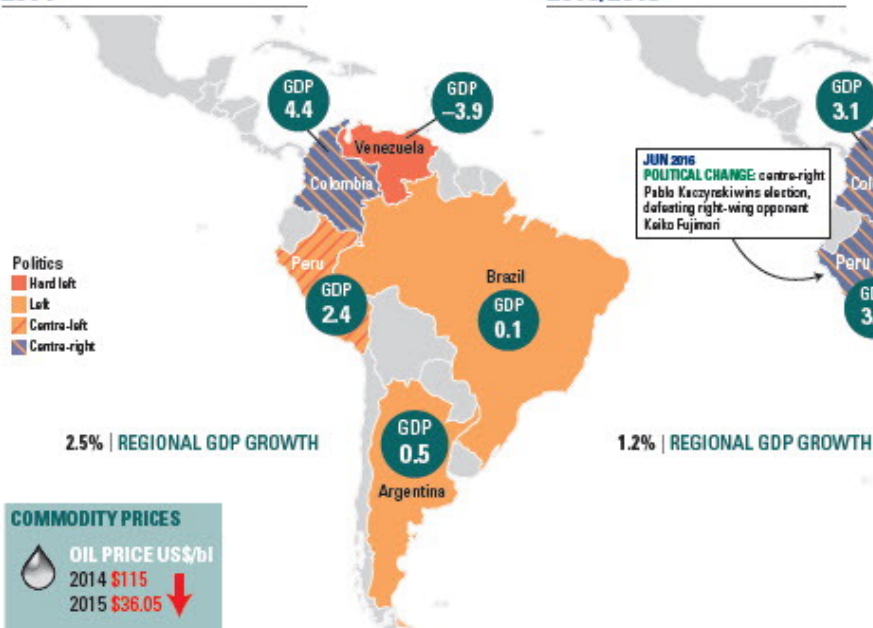 GDP
4.4
GDP
–3.9
Venezuela
Colombia
Peru
GDP
2.4
Brazil
GDP
0.1
Politics
Hard left
Left
Centre-left
Centre-right
2.5% | REGIONAL GDP GROWTH
GDP
0.5
Argentina
COMMODITY PRICES
OIL PRICE US$/bl
2014 $115
2015 $36.05
GDP
3.1
JUN 2016
POLITICAL CHANGE: centre-right
Pablo Kaczynski wins election,
defeating right-wing opponent
Keiko Fujimori
Peru
1.2% | REGIONAL GDP GROWTH